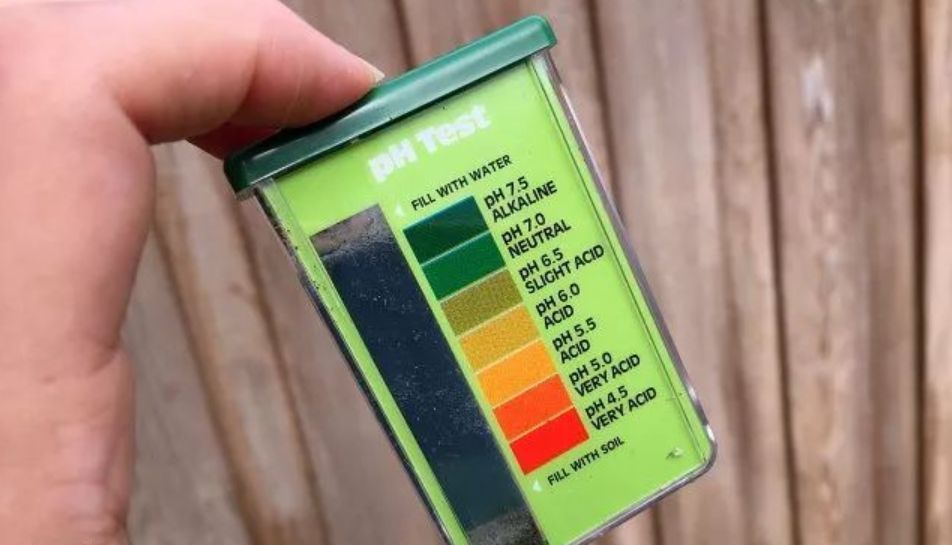 pH Test
FILL WITH WATER
pH 7.5
ALKALINE
pH 7.0
NEUTRAL
pH 6.5
SLIGHT ACID
pH 6.0
ACID
pH 5.5
ACID
pH 5.0
VERY ACID
pH 4.5
VERY ACID
FILL WITH SOIL